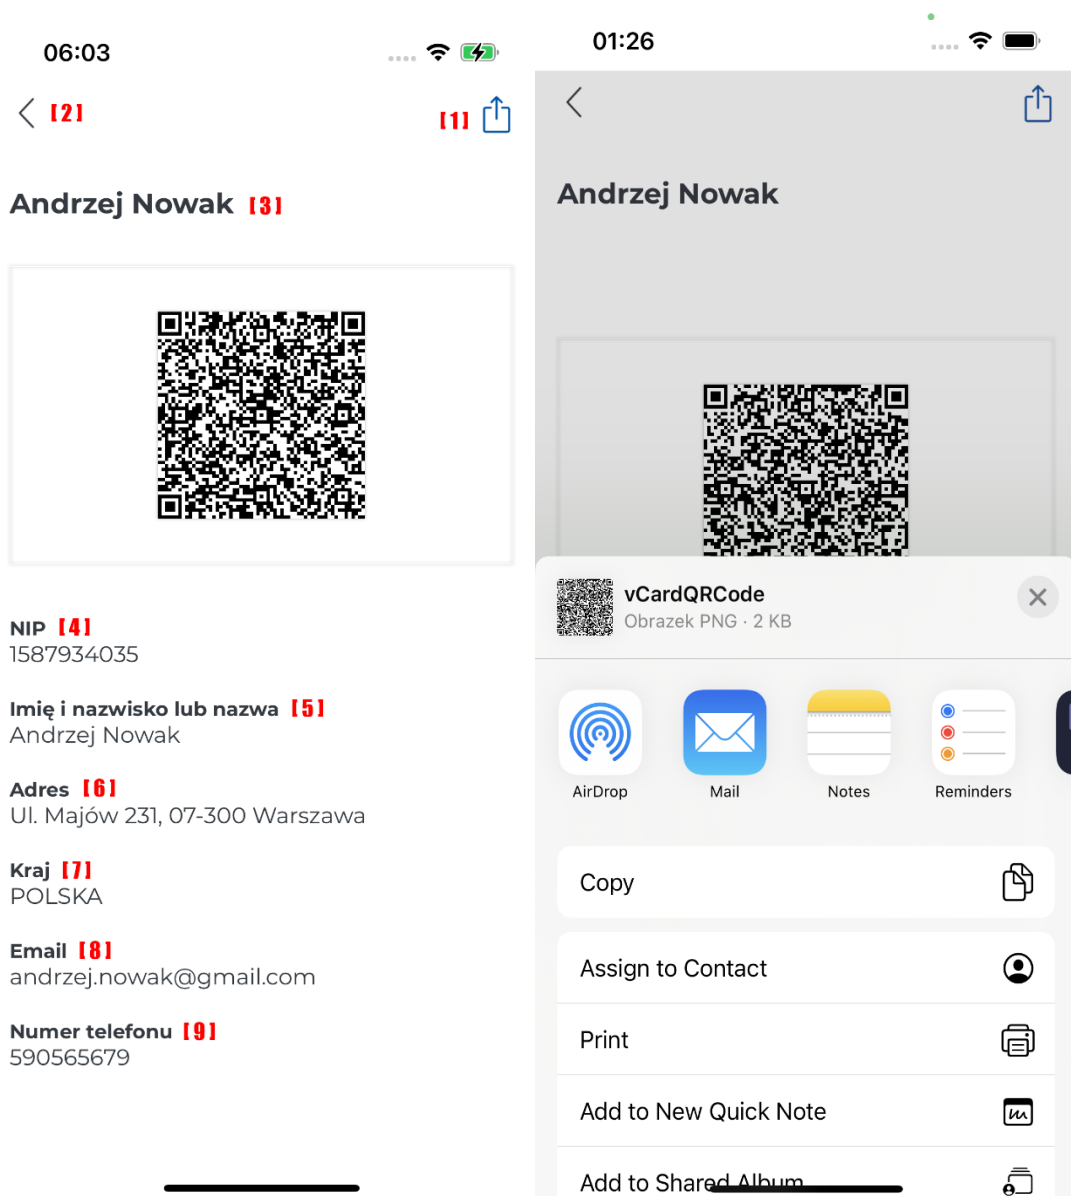 06:03
[2]
[1]
Andrzej Nowak [3]
NIP [4]
1587934035
Imię i nazwisko lub nazwa [5]
Andrzej Nowak
Adres [6]
Ul. Majów 231, 07-300 Warszawa
Kraj [7]
POLSKA
Email [8]
andrzej.nowak@gmail.com
Numer telefonu [9]
590565679
01:26
Andrzej Nowak
vCardQRCode
Obrazek PNG · 2 KB
AirDrop
Mail
Notes
Reminders
Copy
Assign to Contact
Print
Add to New Quick Note
Add to Shared Album